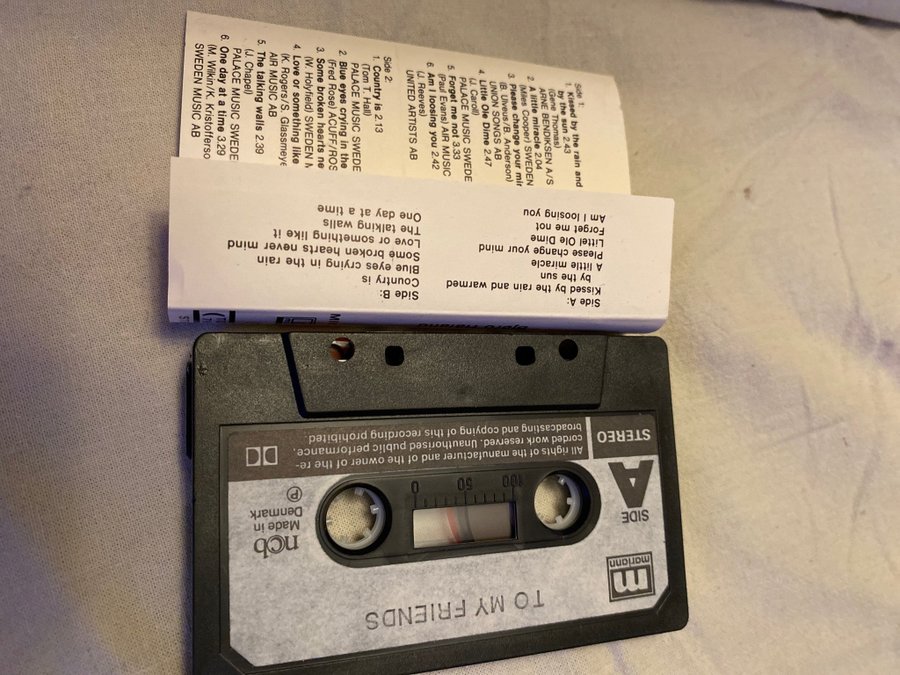 Side 1:
1. Kissed by the rain and
by the sun 2.43
(Gene Thomas)
ARNE BENDIKSEN A/S
2. A little miracle 2.04
(Miles Cooper) SWEDEN
3. Please change your
(B. Ulveus/B. Anderson)
UNION SONGS AB
4. Little Ole Dime 2.47
(J. Caroll)
PALACE MUSIC SWEDE
5. Forget me not 3.33
(Paul Evans) AIR MUSIC
6. Am I loosing you 2.42
(J. Reeves)
UNITED ARTISTS AB
Side 2:
1. Country is 2.13
(Tom T. Hall)
PALACE MUSIC SWEDE
2. Blue eyes crying in the
(Fred Rose) ACUFF/ROS
3. Some broken hearts ne
(W. Holyfield) SWEDEN
4. Love or something like
(K. Rogers/S. Glassmeye
AIR MUSIC AB
5. The talking walls 2.39
(J. Chapel)
PALACE MUSIC SWEDE
6. One day at a time 3.29
(M. Wilkin/K. Kristofferso
SWEDEN MUSIC AB
Side A:
Kissed by the rain and warmed
by the sun
A little miracle
Please change your mind
Littel Ole Dime
Forget me not
Am I loosing you
Side B:
Country is
Blue eyes crying in the rain
Some broken hearts never mind
Love or something like it
The talking walls
One day at a time
TO MY FRIENDS
mariann
SIDE
A
STEREO
ncb
Made in
Denmark
P
0 50 100
All rights of the manufacturer and of the owner of the re-
corded work reserved. Unauthorised public performance,
broadcasting and copying of this recording prohibited.